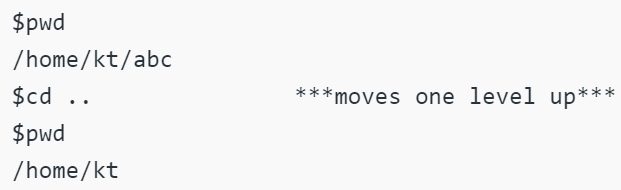 $pwd
/home/kt/abc
$cd .. ***moves one level up***
$pwd
/home/kt